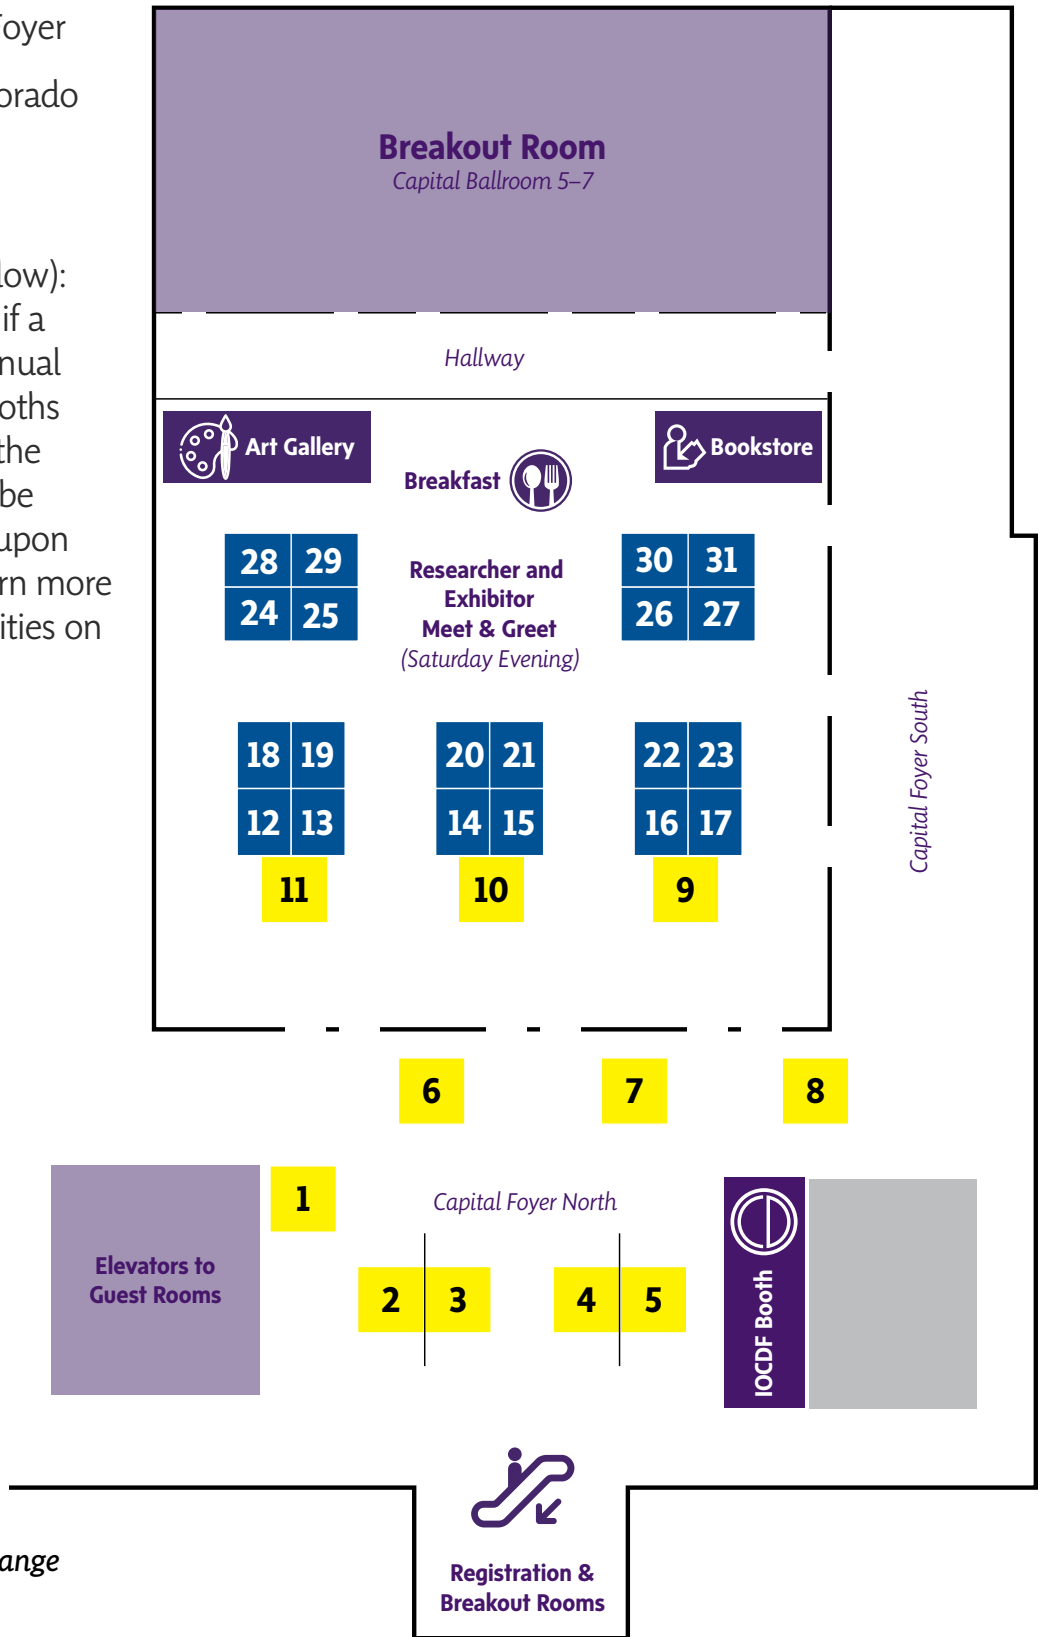 Foyer
orado
low):
if a
nual
oths
the
be
upon
rn more
ities on
ange
Breakout Room
Capital Ballroom 5–7
Hallway
Art Gallery
Breakfast
Bookstore
28 29
24 25
Researcher and
Exhibitor
Meet & Greet
(Saturday Evening)
30 31
26 27
18 19
12 13
11
20 21
14 15
10
22 23
16 17
9
Capital Foyer South
6
7
8
1
Capital Foyer North
Elevators to
Guest Rooms
2 3
4 5
IOCDF Booth
Registration &
Breakout Rooms